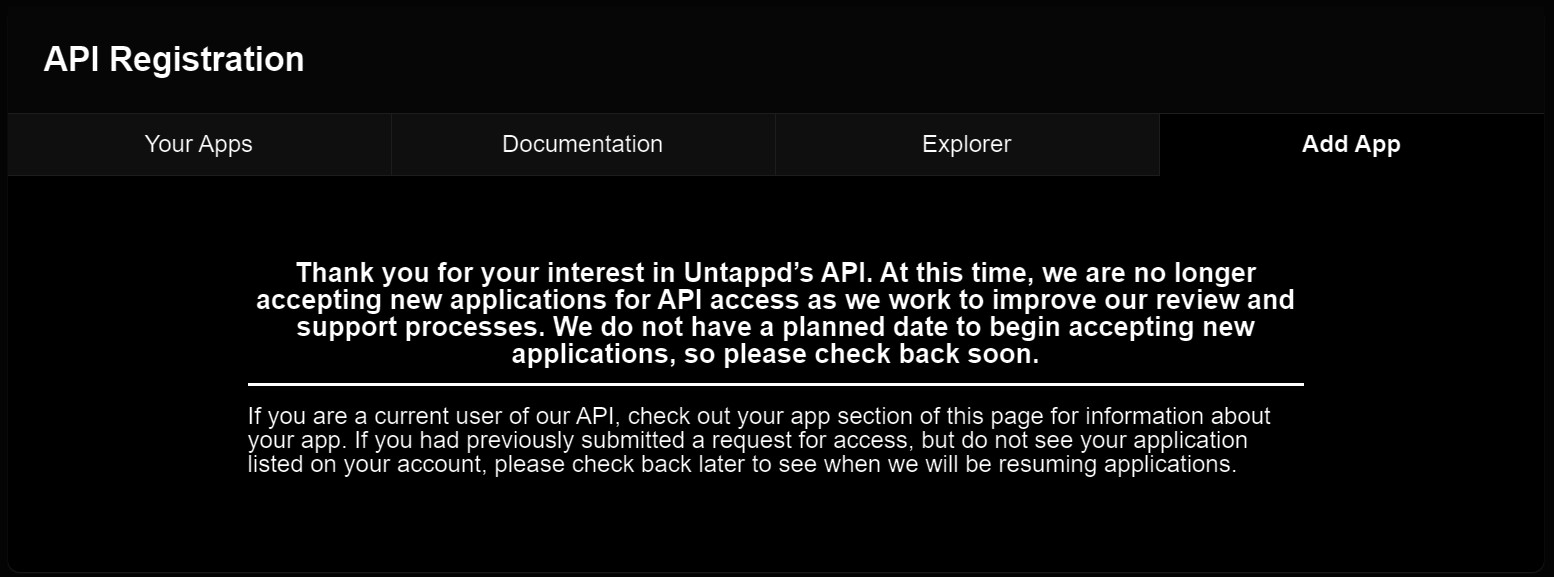 API Registration
Your Apps
Documentation
Explorer
Add App
Thank you for your interest in Untappd’s API. At this time, we are no longer
accepting new applications for API access as we work to improve our review and
support processes. We do not have a planned date to begin accepting new
applications, so please check back soon.
If you are a current user of our API, check out your app section of this page for information about
your app. If you had previously submitted a request for access, but do not see your application
listed on your account, please check back later to see when we will be resuming applications.